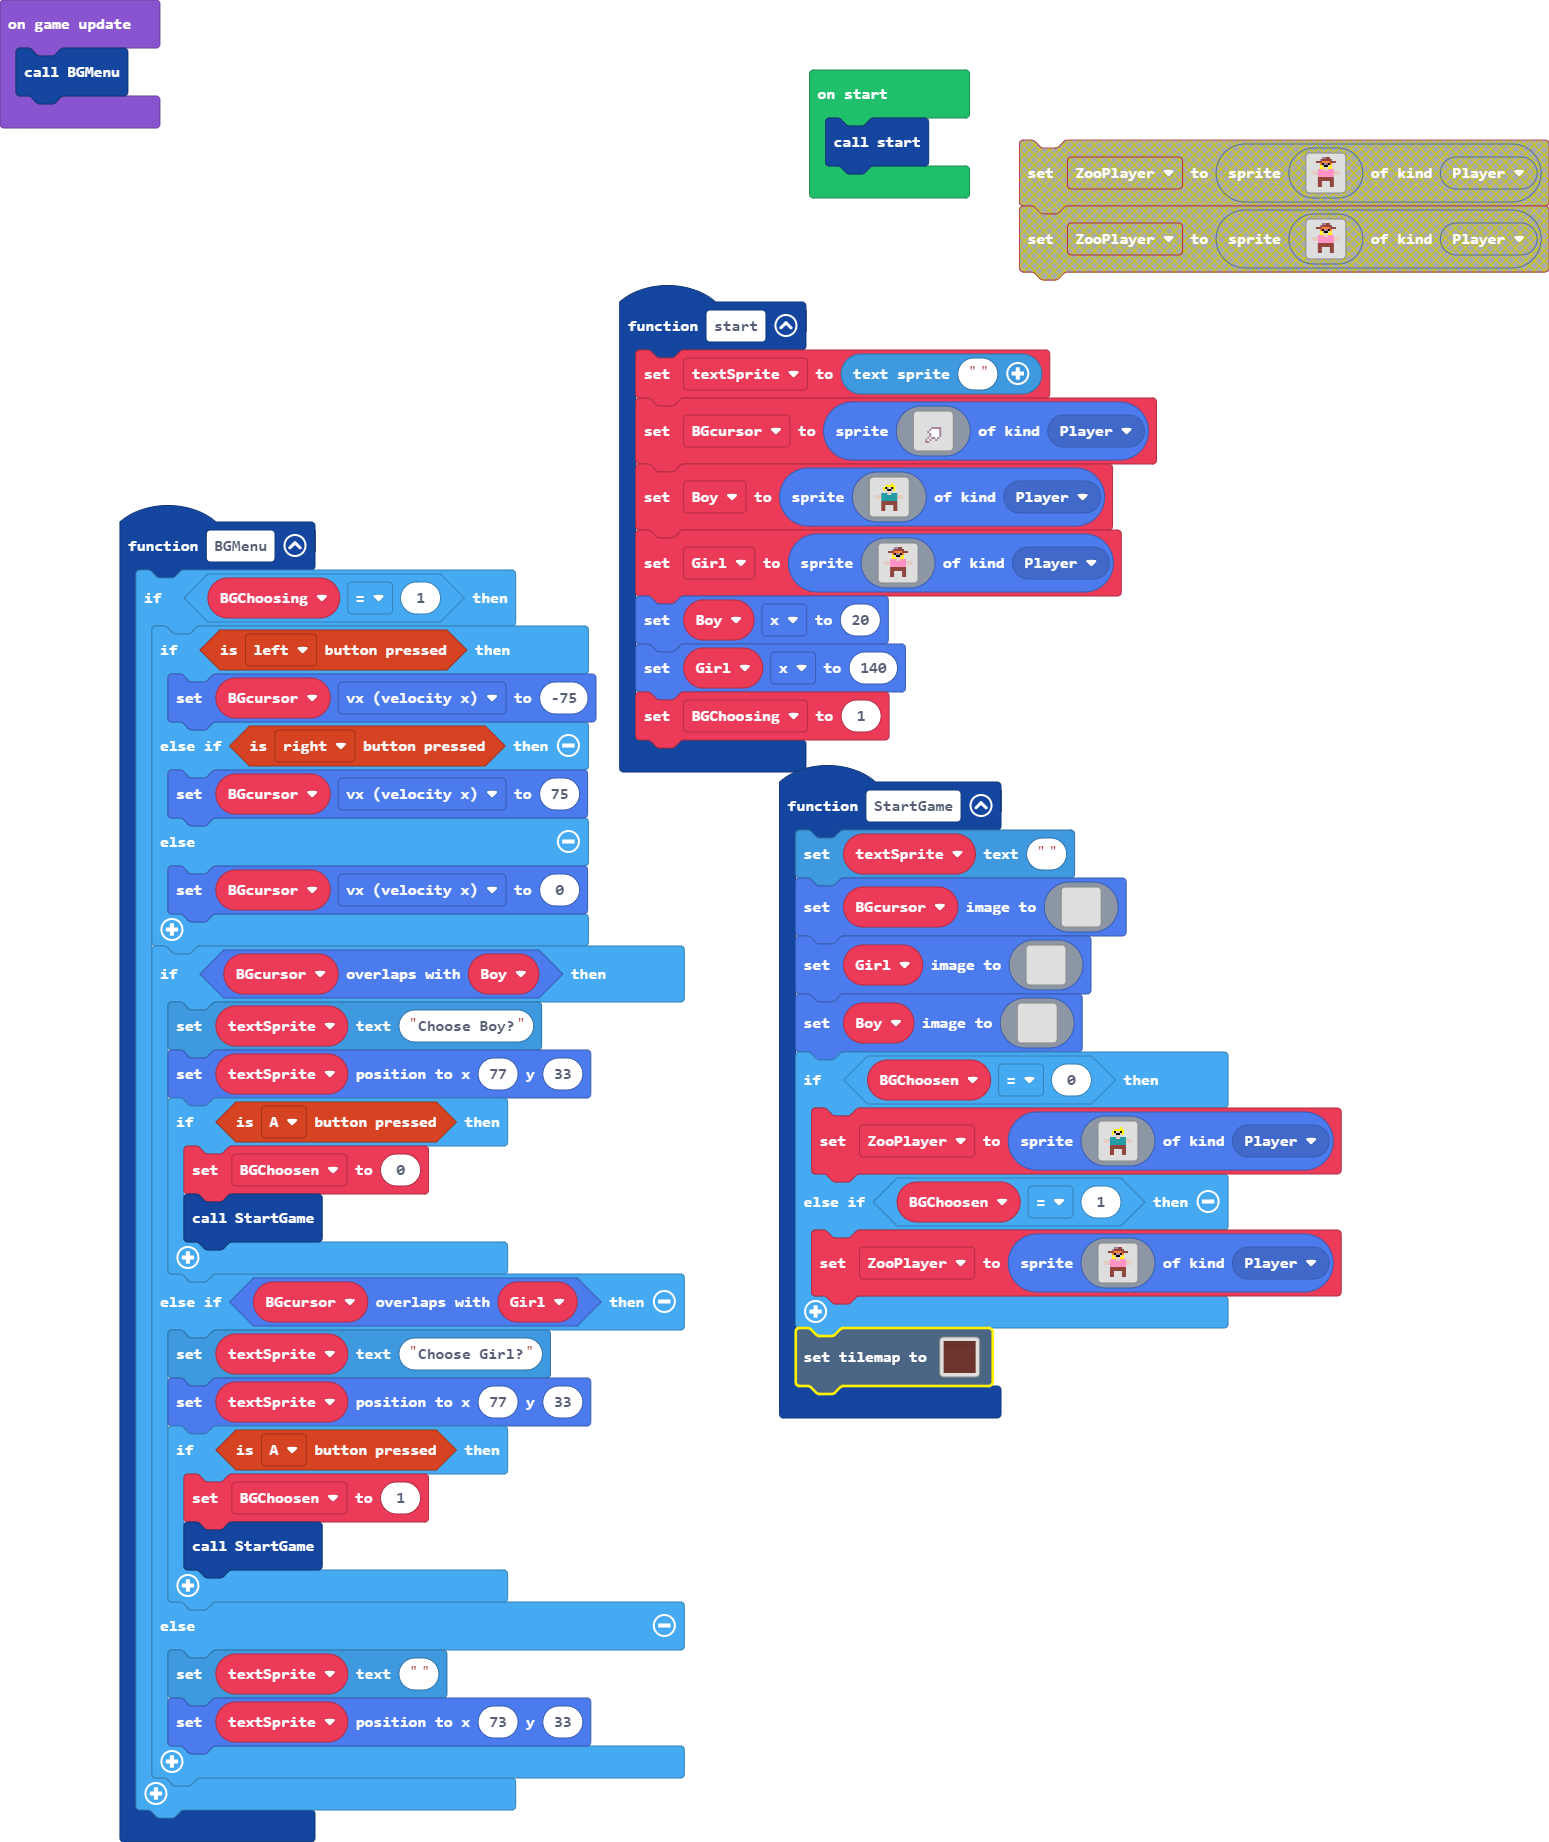 on game update
call BGMenu
on start
call start
set ZooPlayer to sprite of kind Player
set ZooPlayer to sprite of kind Player
function start
set textSprite to text sprite " "
set BGcursor to sprite of kind Player
set Boy to sprite of kind Player
set Girl to sprite of kind Player
set Boy x to 20
set Girl x to 140
set BGChoosing to 1
function BGMenu
if BGChoosing = 1 then
if is left button pressed then
set BGcursor vx (velocity x) to -75
else if is right button pressed then
set BGcursor vx (velocity x) to 75
else
set BGcursor vx (velocity x) to 0
if BGcursor overlaps with Boy then
set textSprite text "Choose Boy?"
set textSprite position to x 77 y 33
if is A button pressed then
set BGChoosen to 0
call StartGame
else if BGcursor overlaps with Girl then
set textSprite text "Choose Girl?"
set textSprite position to x 77 y 33
if is A button pressed then
set BGChoosen to 1
call StartGame
else
set textSprite text " "
set textSprite position to x 73 y 33
function StartGame
set textSprite text " "
set BGcursor image to
set Girl image to
set Boy image to
if BGChoosen = 0 then
set ZooPlayer to sprite of kind Player
else if BGChoosen = 1 then
set ZooPlayer to sprite of kind Player
set tilemap to